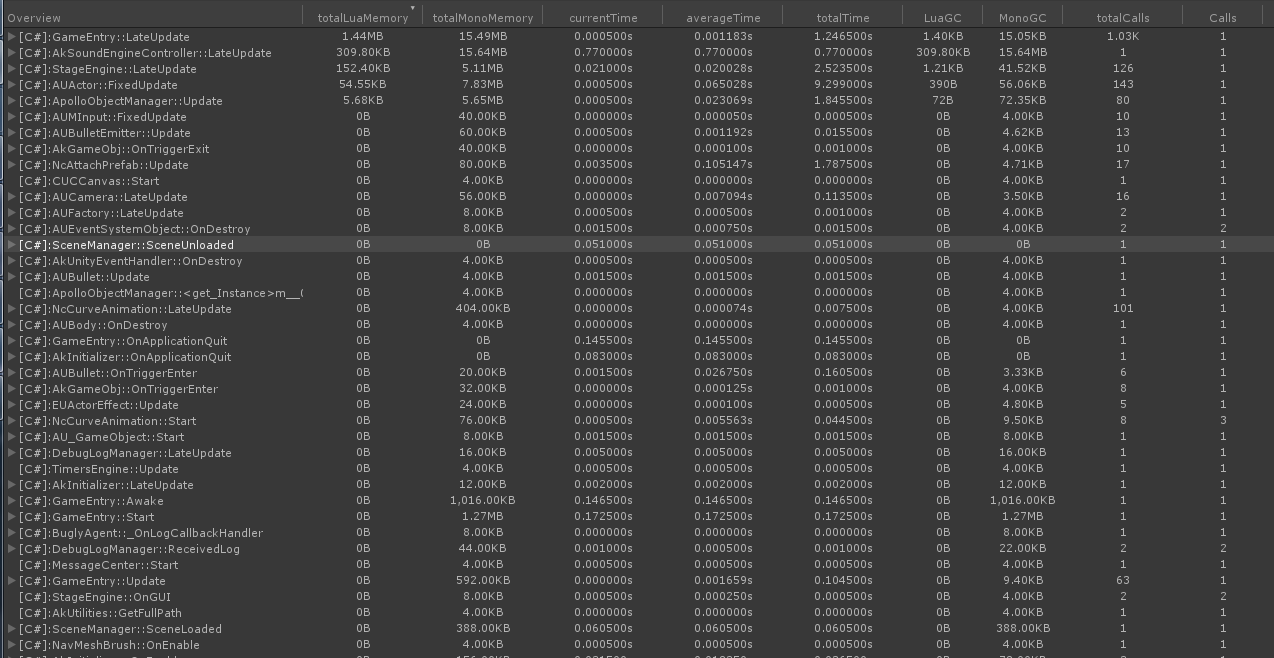 Overview totalLuaMemory totalMonoMemory currentTime averageTime totalTime LuaGC MonoGC totalCalls Calls
[C#]:GameEntry::LateUpdate 1.44MB 15.49MB 0.000500s 0.001183s 1.246500s 1.40KB 15.05KB 1.03K 1
[C#]:AkSoundEngineController::LateUpdate 309.80KB 15.64MB 0.770000s 0.770000s 0.770000s 309.80KB 15.64MB 1 1
[C#]:StageEngine::LateUpdate 152.40KB 5.11MB 0.021000s 0.020028s 2.523500s 1.21KB 41.52KB 126 1
[C#]:AUActor::FixedUpdate 54.55KB 7.83MB 0.000500s 0.065028s 9.299000s 390B 56.06KB 143 1
[C#]:ApolloObjectManager::Update 5.68KB 5.65MB 0.000500s 0.023069s 1.845500s 72B 72.35KB 80 1
[C#]:AUMInput::FixedUpdate 0B 40.00KB 0.000000s 0.000050s 0.000500s 0B 4.00KB 10 1
[C#]:AUBulletEmitter::Update 0B 60.00KB 0.000500s 0.001192s 0.015500s 0B 4.62KB 13 1
[C#]:AkGameObj::OnTriggerExit 0B 40.00KB 0.000000s 0.000100s 0.001000s 0B 4.00KB 10 1
[C#]:NcAttachPrefab::Update 0B 80.00KB 0.003500s 0.105147s 1.787500s 0B 4.71KB 17 1
[C#]:CUCCanvas::Start 0B 4.00KB 0.000000s 0.000000s 0.000000s 0B 4.00KB 1 1
[C#]:AUCamera::LateUpdate 0B 56.00KB 0.000000s 0.007094s 0.113500s 0B 3.50KB 16 1
[C#]:AUFactory::LateUpdate 0B 8.00KB 0.000500s 0.000500s 0.001000s 0B 4.00KB 2 1
[C#]:AUEventSystemObject::OnDestroy 0B 8.00KB 0.001500s 0.000750s 0.001500s 0B 4.00KB 2 2
[C#]:SceneManager::SceneUnloaded 0B 0B 0.051000s 0.051000s 0.051000s 0B 0B 1 1
[C#]:AkUnityEventHandler::OnDestroy 0B 4.00KB 0.000500s 0.000500s 0.000500s 0B 4.00KB 1 1
[C#]:AUBullet::Update 0B 4.00KB 0.001500s 0.001500s 0.001500s 0B 4.00KB 1 1
[C#]:ApolloObjectManager::<get_Instance>m__( 0B 4.00KB 0.000000s 0.000000s 0.000000s 0B 4.00KB 1 1
[C#]:NcCurveAnimation::LateUpdate 0B 404.00KB 0.000000s 0.000074s 0.007500s 0B 4.00KB 101 1
[C#]:AUBody::OnDestroy 0B 4.00KB 0.000000s 0.000000s 0.000000s 0B 4.00KB 1 1
[C#]:GameEntry::OnApplicationQuit 0B 0B 0.145500s 0.145500s 0.145500s 0B 0B 1 1
[C#]:AkInitializer::OnApplicationQuit 0B 0B 0.083000s 0.083000s 0.083000s 0B 0B 1 1
[C#]:AUBullet::OnTriggerEnter 0B 20.00KB 0.001500s 0.026750s 0.160500s 0B 3.33KB 6 1
[C#]:AkGameObj::OnTriggerEnter 0B 32.00KB 0.000000s 0.000125s 0.001000s 0B 4.00KB 8 1
[C#]:EUActorEffect::Update 0B 24.00KB 0.000000s 0.000100s 0.000500s 0B 4.80KB 5 1
[C#]:NcCurveAnimation::Start 0B 76.00KB 0.000500s 0.005563s 0.044500s 0B 9.50KB 8 3
[C#]:AU_GameObject::Start 0B 8.00KB 0.001500s 0.001500s 0.001500s 0B 8.00KB 1 1
[C#]:DebugLogManager::LateUpdate 0B 16.00KB 0.005000s 0.005000s 0.005000s 0B 16.00KB 1 1
[C#]:TimersEngine::Update 0B 4.00KB 0.000500s 0.000500s 0.000500s 0B 4.00KB 1 1
[C#]:AkInitializer::LateUpdate 0B 12.00KB 0.002000s 0.002000s 0.002000s 0B 12.00KB 1 1
[C#]:GameEntry::Awake 0B 1,016.00KB 0.146500s 0.146500s 0.146500s 0B 1,016.00KB 1 1
[C#]:GameEntry::Start 0B 1.27MB 0.172500s 0.172500s 0.172500s 0B 1.27MB 1 1
[C#]:BuglyAgent::_OnLogCallbackHandler 0B 8.00KB 0.000000s 0.000000s 0.000000s 0B 8.00KB 1 1
[C#]:DebugLogManager::ReceivedLog 0B 44.00KB 0.001000s 0.000500s 0.001000s 0B 22.00KB 2 2
[C#]:MessageCenter::Start 0B 4.00KB 0.000500s 0.000500s 0.000500s 0B 4.00KB 1 1
[C#]:GameEntry::Update 0B 592.00KB 0.000000s 0.001659s 0.104500s 0B 9.40KB 63 1
[C#]:StageEngine::OnGUI 0B 8.00KB 0.000500s 0.000250s 0.000500s 0B 4.00KB 2 2
[C#]:AkUtilities::GetFullPath 0B 4.00KB 0.000000s 0.000000s 0.000000s 0B 4.00KB 1 1
[C#]:SceneManager::SceneLoaded 0B 388.00KB 0.060500s 0.060500s 0.060500s 0B 388.00KB 1 1
[C#]:NavMeshBrush::OnEnable 0B 4.00KB 0.000500s 0.000500s 0.000500s 0B 4.00KB 1 1